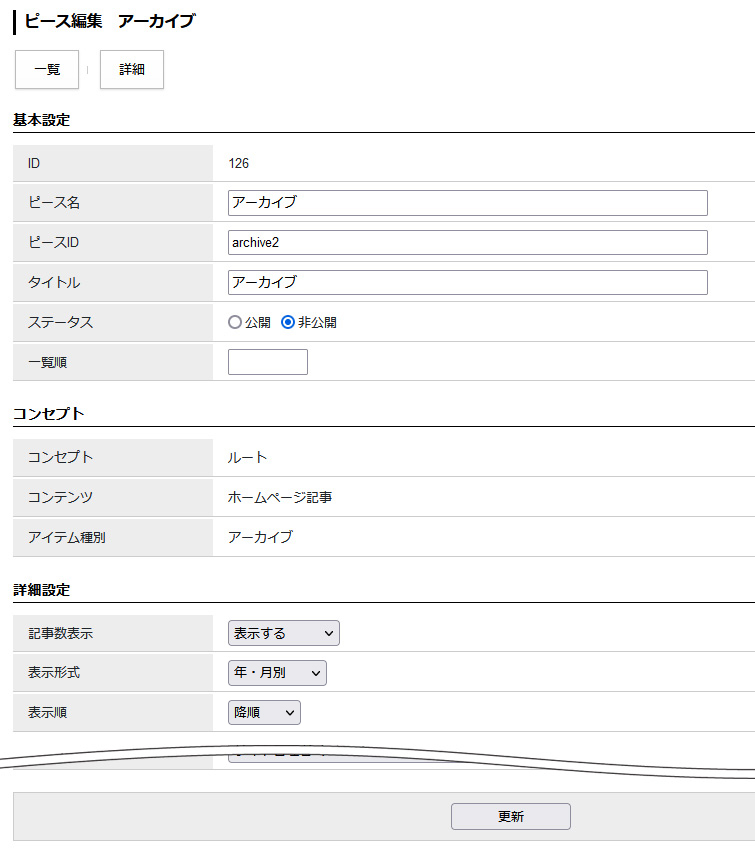 ピース編集　アーカイブ
一覧 | 詳細
基本設定
ID 126
ピース名 アーカイブ
ピースID archive2
タイトル アーカイブ
ステータス 公開 非公開
一覧順
コンセプト
コンセプト ルート
コンテンツ ホームページ記事
アイテム種別 アーカイブ
詳細設定
記事数表示 表示する
表示形式 年・月別
表示順 降順
更新